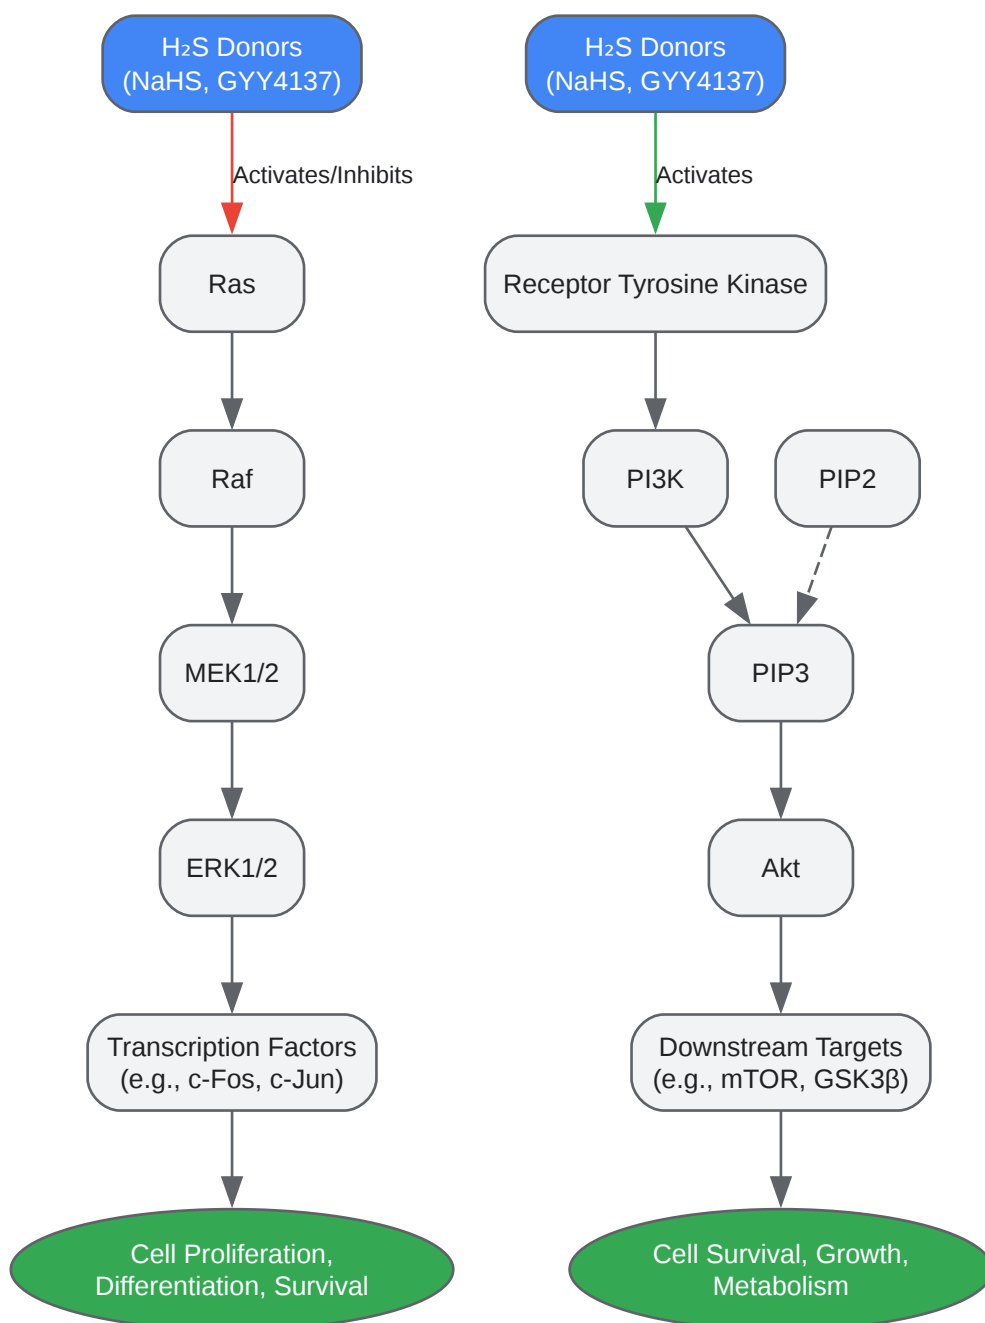 H₂S Donors
(NaHS, GYY4137)
Activates/Inhibits
Ras
Raf
MEK1/2
ERK1/2
Transcription Factors
(e.g., c-Fos, c-Jun)
Cell Proliferation,
Differentiation, Survival
H₂S Donors
(NaHS, GYY4137)
Activates
Receptor Tyrosine Kinase
PI3K
PIP2
PIP3
Akt
Downstream Targets
(e.g., mTOR, GSK3β)
Cell Survival, Growth,
Metabolism